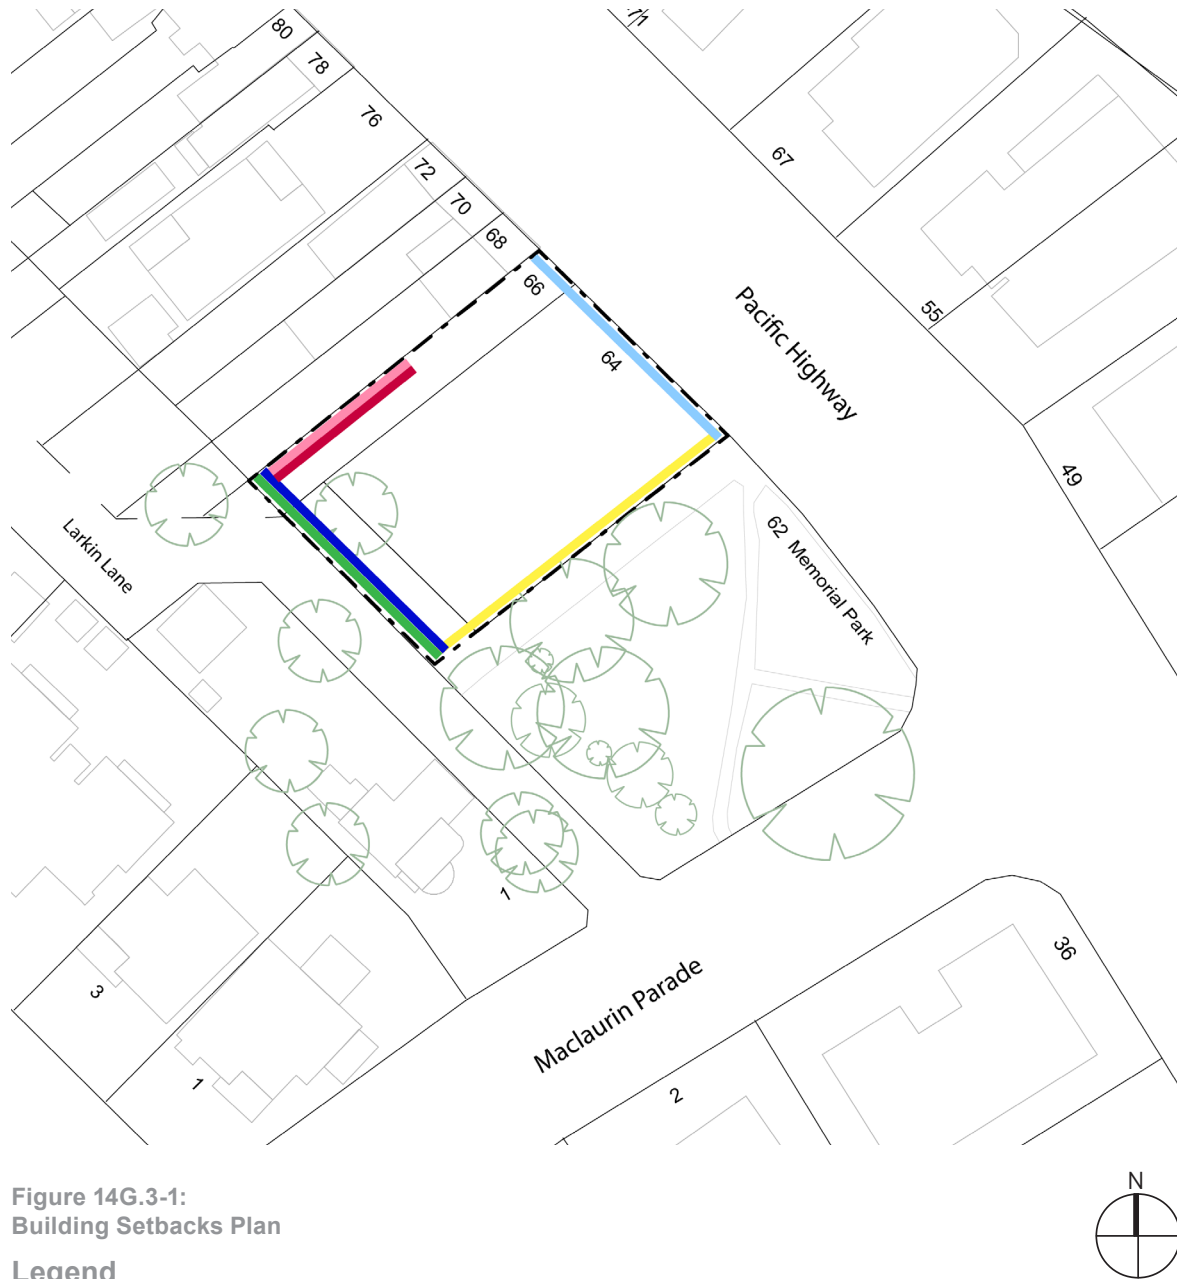 71
80
78
76
67
72
70
68
66
64
Pacific Highway
55
49
62 Memorial Park
Larkin Lane
1
36
3
Maclaurin Parade
1
2
N
Figure 14G.3-1:
Building Setbacks Plan
Legend